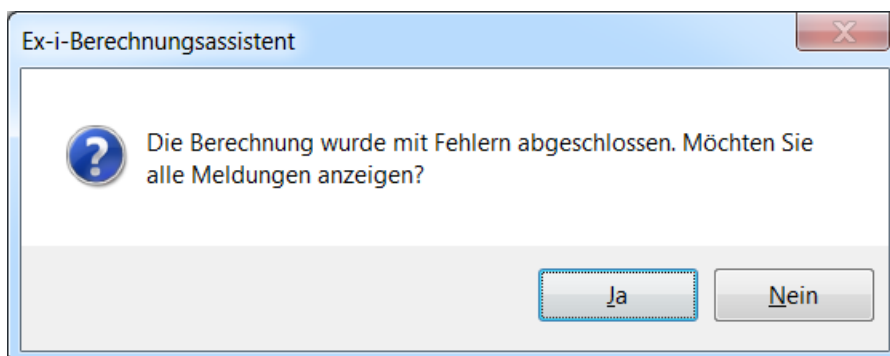 Ex-i-Berechnungsassistent
Die Berechnung wurde mit Fehlern abgeschlossen. Möchten Sie
alle Meldungen anzeigen?
Ja Nein